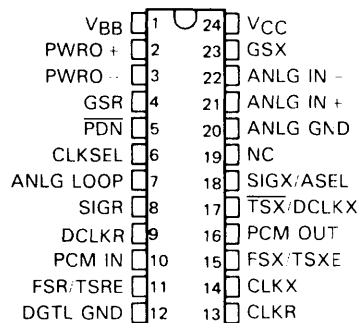 VBB 1 24 VCC
PWRO + 2 23 GSX
PWRO - 3 22 ANLG IN -
GSR 4 21 ANLG IN +
PDN 5 20 ANLG GND
CLKSEL 6 19 NC
ANLG LOOP 7 18 SIGX/ASEL
SIGR 8 17 TSX/DCLKX
DCLKR 9 16 PCM OUT
PCM IN 10 15 FSX/TSXE
FSR/TSRE 11 14 CLKX
DGTL GND 12 13 CLKR